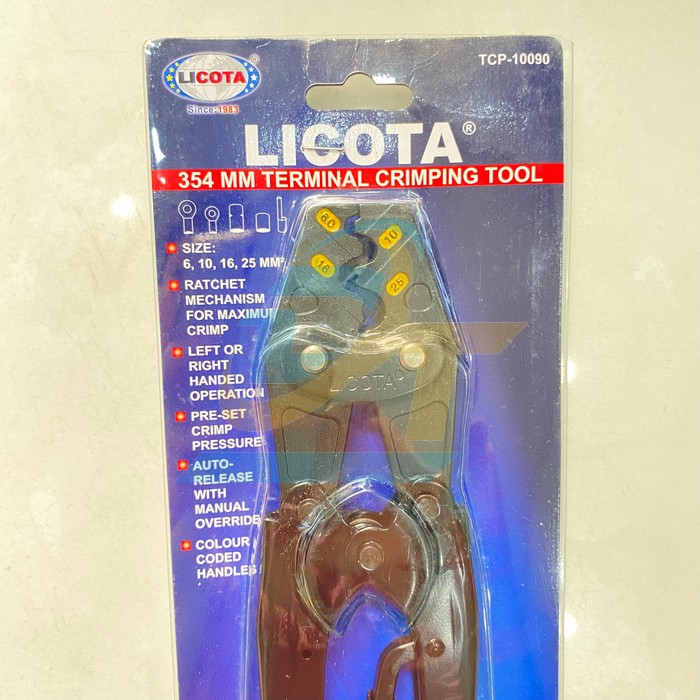 LICOTA®
Since:1983
TCP-10090
LICOTA®
354 MM TERMINAL CRIMPING TOOL
SIZE:
6, 10, 16, 25 MM²
RATCHET
MECHANISM
FOR MAXIMUM
CRIMP
LEFT OR
RIGHT
HANDED
OPERATION
PRE-SET
CRIMP
PRESSURE
AUTO-
RELEASE
WITH
MANUAL
OVERRIDE
COLOUR
CODED
HANDLES
60
10
16
25
LICOTA®